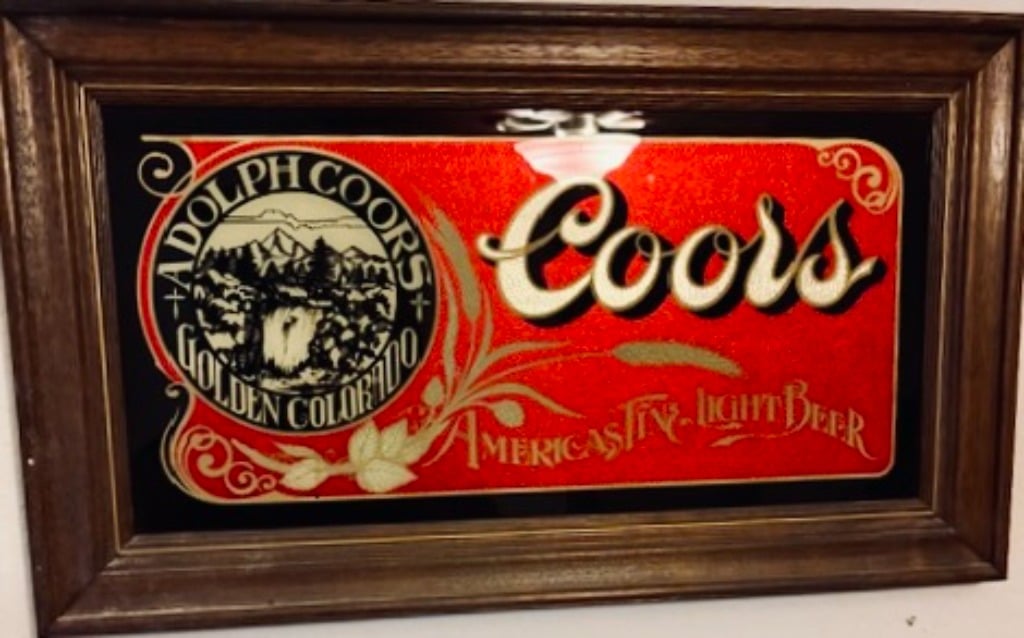 ADOLPH COORS
GOLDEN COLORADO
Coors
AMERICAS FINE LIGHT BEER